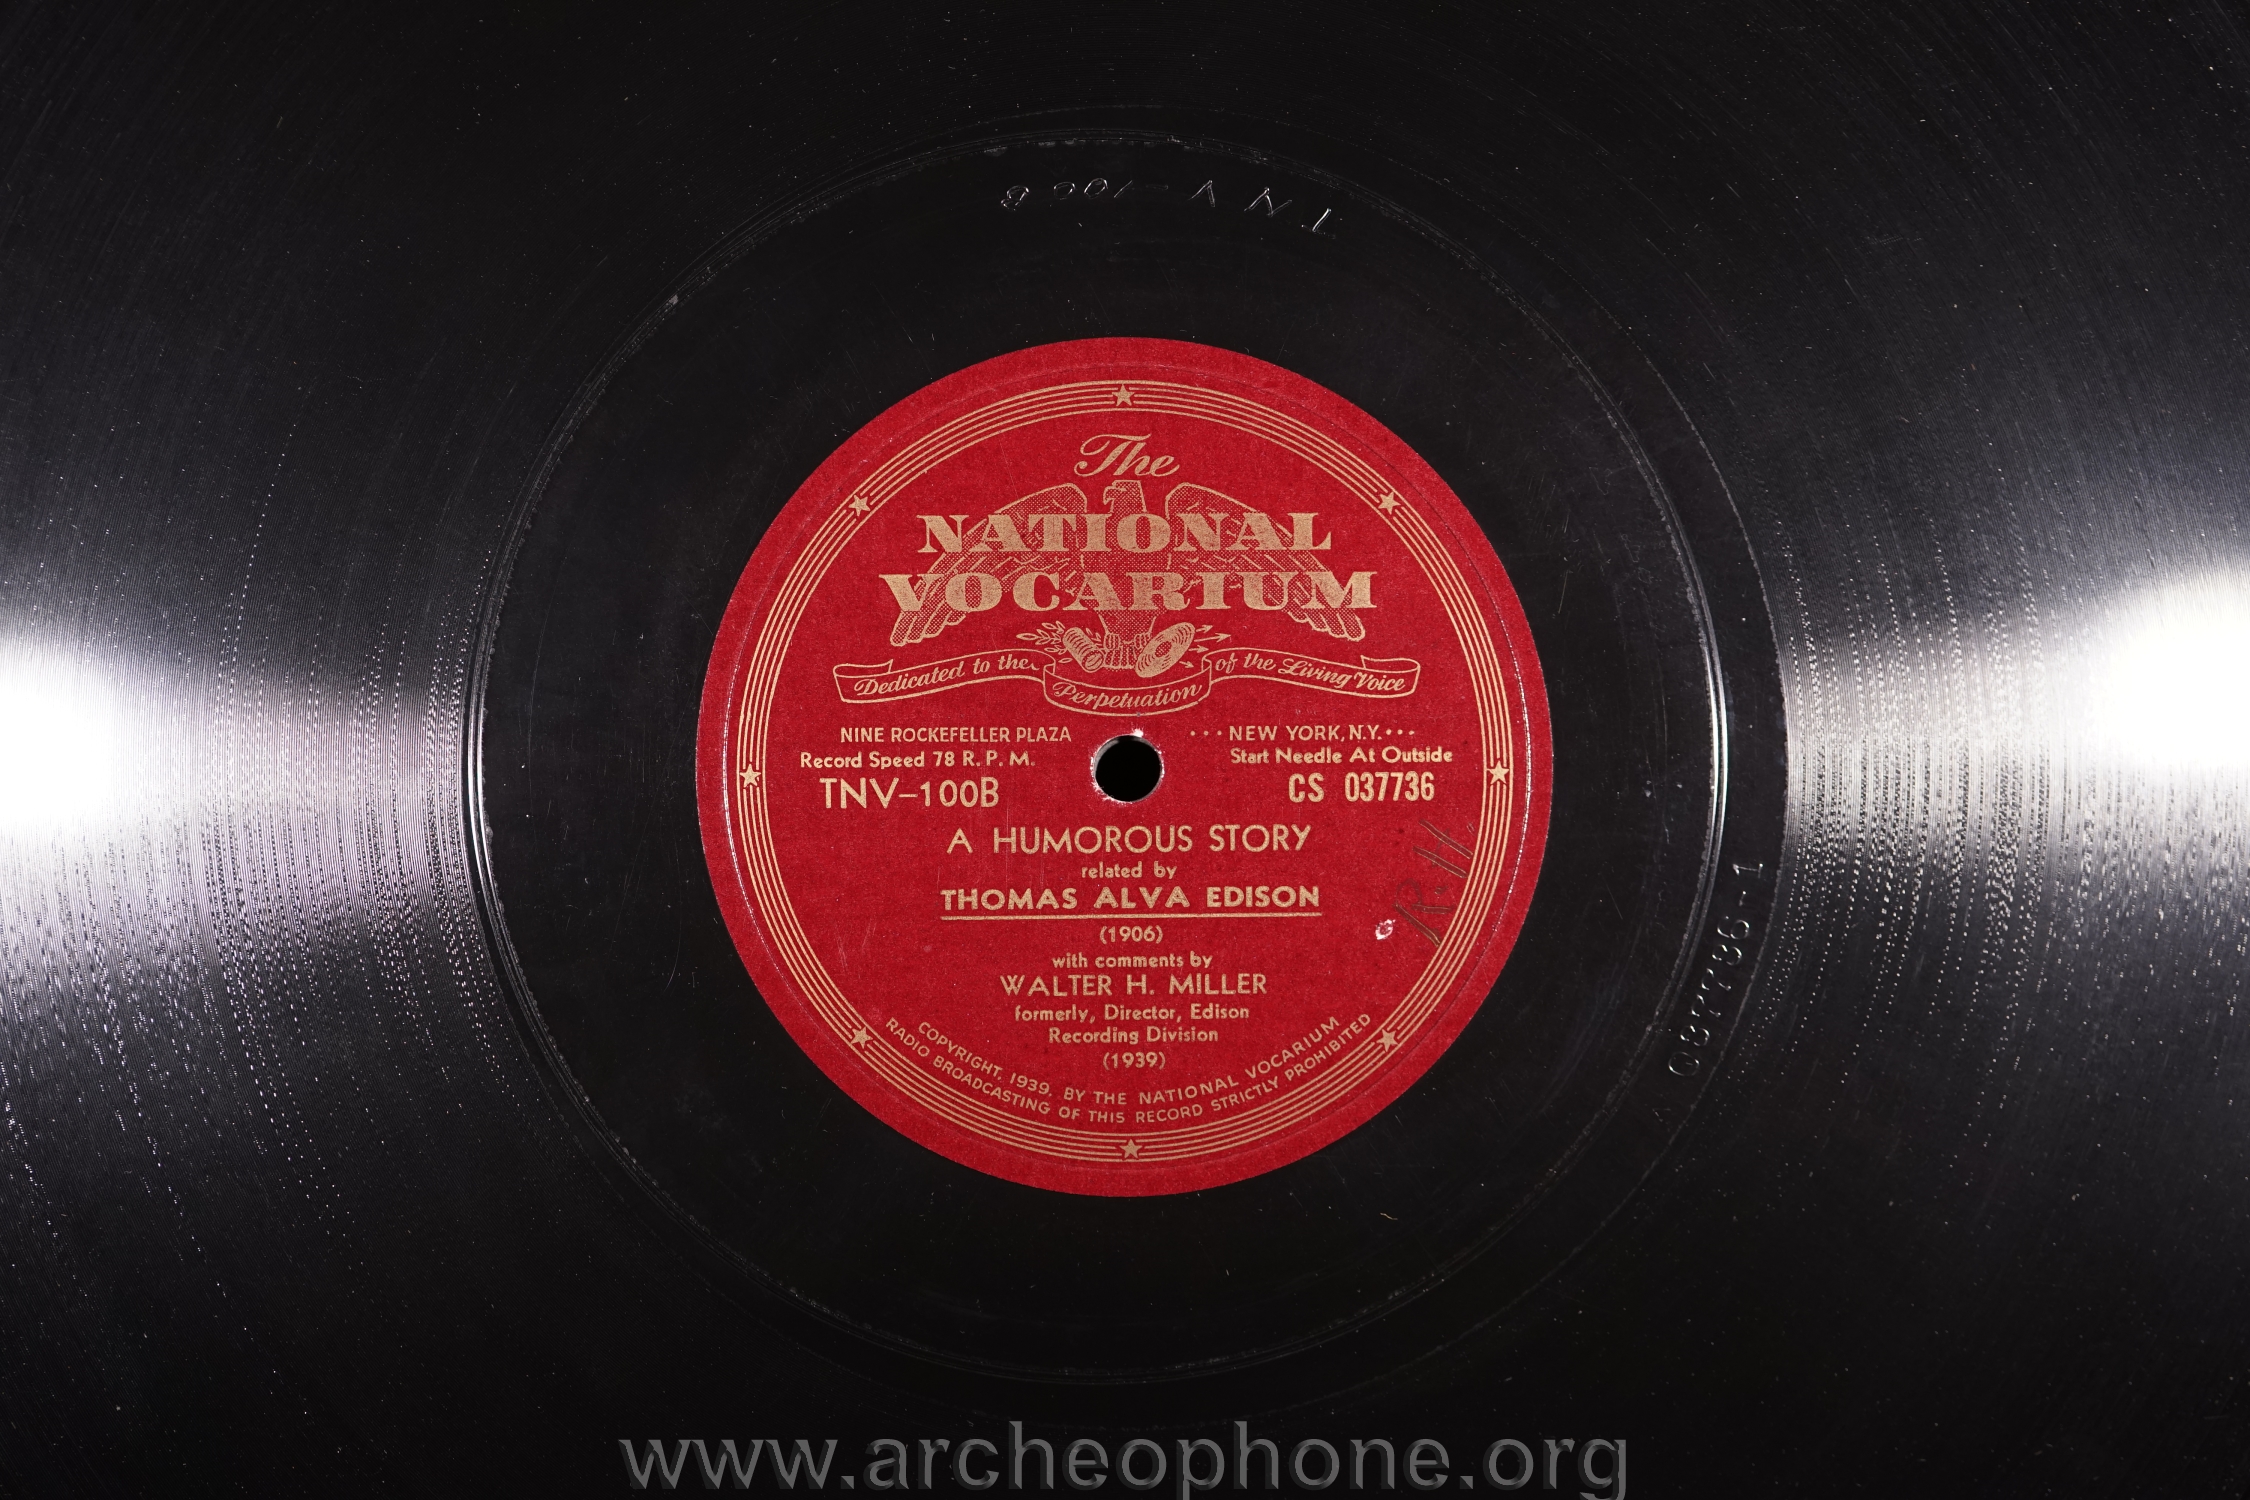 TNV-100B
The
NATIONAL
VOCARIUM
Dedicated to the Perpetuation of the Living Voice
NINE ROCKEFELLER PLAZA ... NEW YORK, N.Y. ...
Record Speed 78 R.P.M. Start Needle At Outside
TNV-100B CS 037736
A HUMOROUS STORY
related by
THOMAS ALVA EDISON
(1906)
with comments by
WALTER H. MILLER
formerly, Director, Edison
Recording Division
(1939)
COPYRIGHT, 1939, BY THE NATIONAL VOCARIUM
RADIO BROADCASTING OF THIS RECORD STRICTLY PROHIBITED
R.H.
037736-1
www.archeophone.org